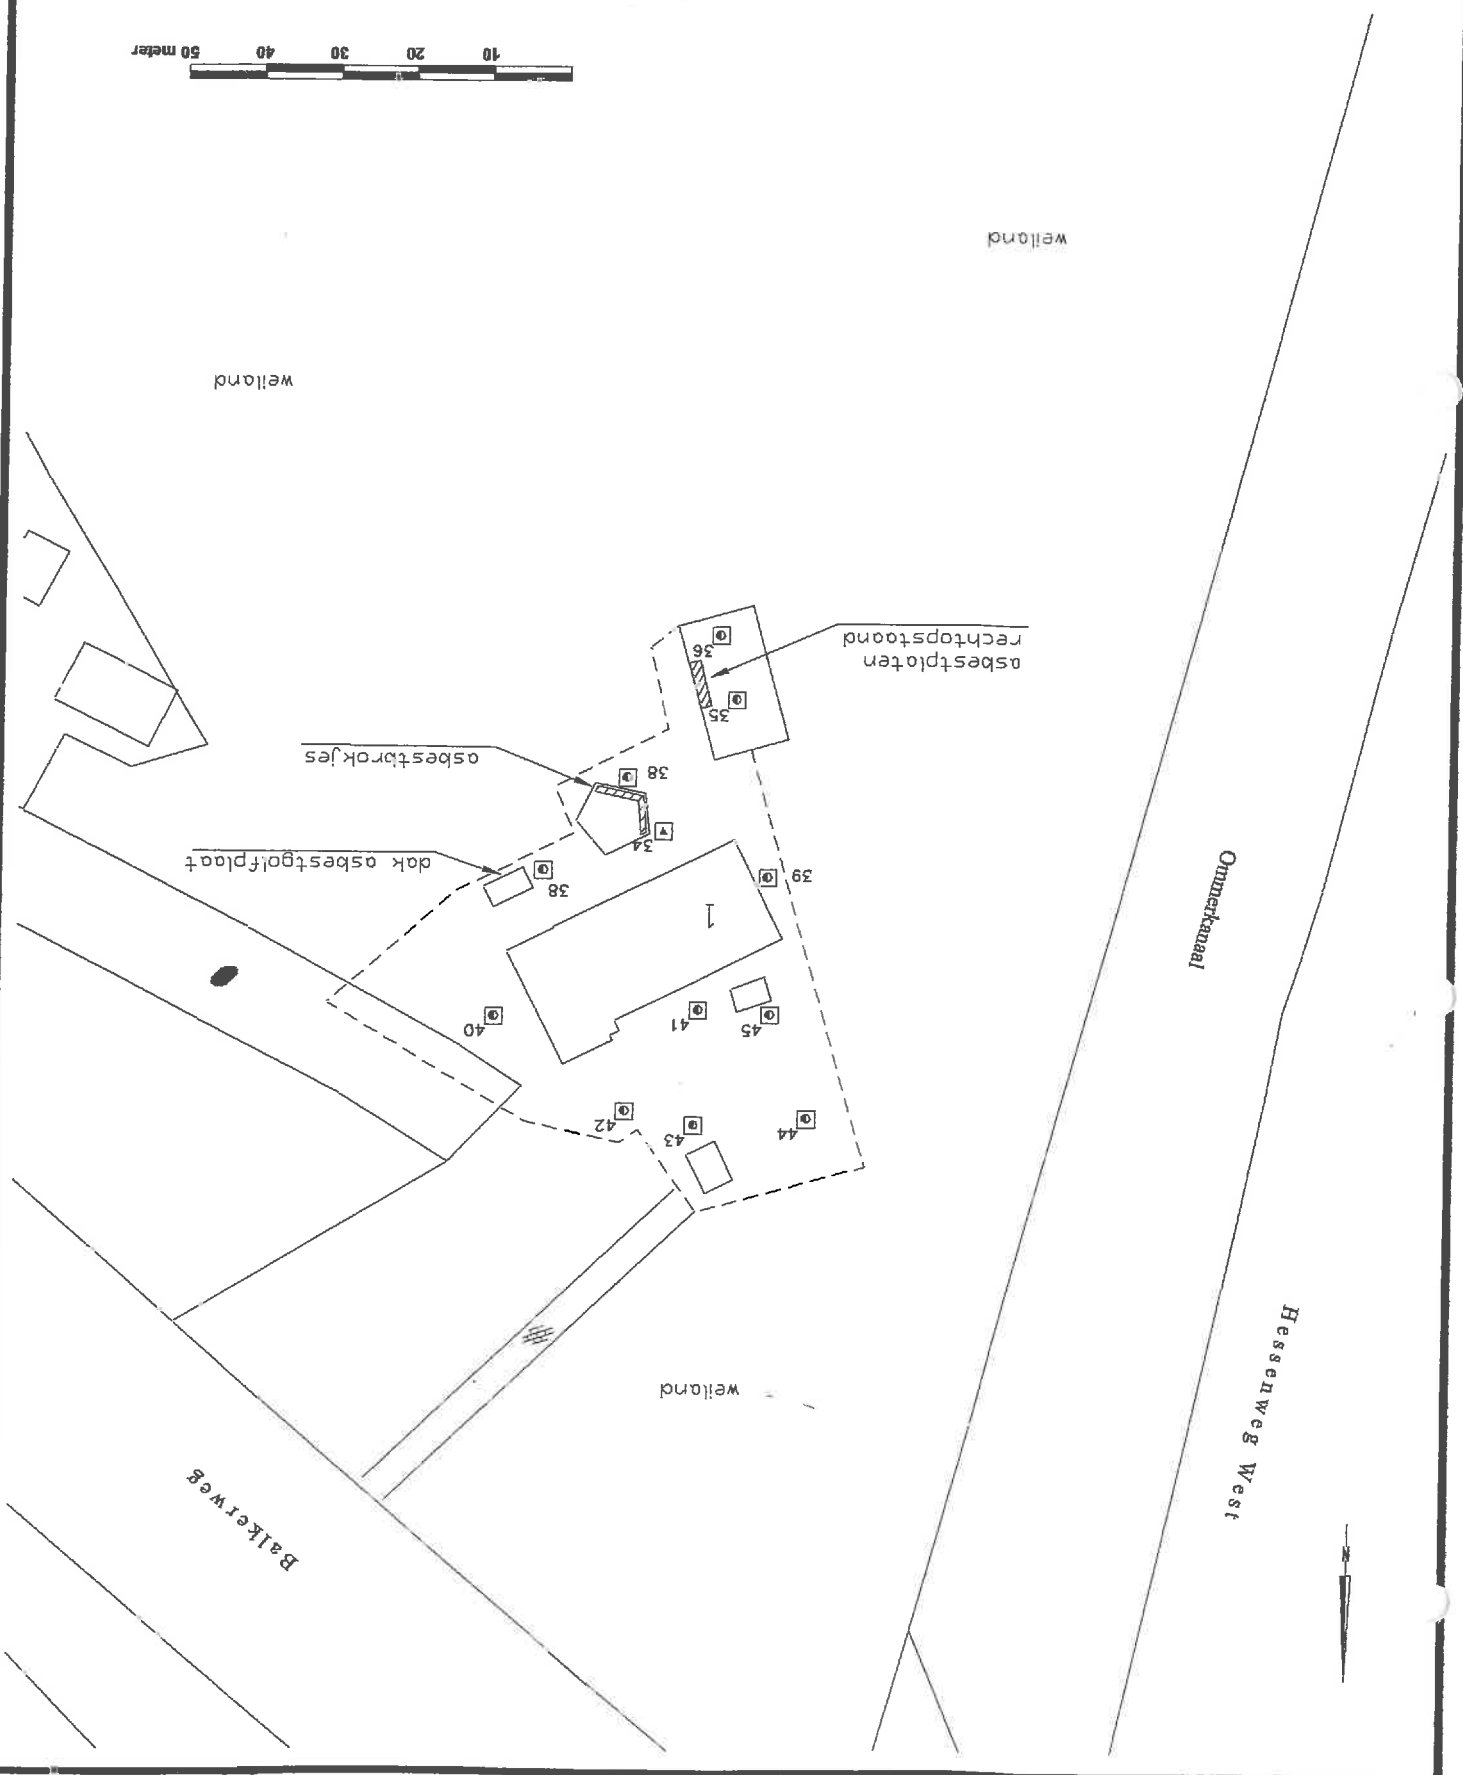 Balkerweg
Hessenweg West
N
weiland
43
44
42
40
41
45
Ommerkanaal
1
39
38
dak asbestgolfplaat
34
38
asbestbrokjes
35
36
asbestplaten
rechtopstaand
weiland
weiland
10 20 30 40 50 meter